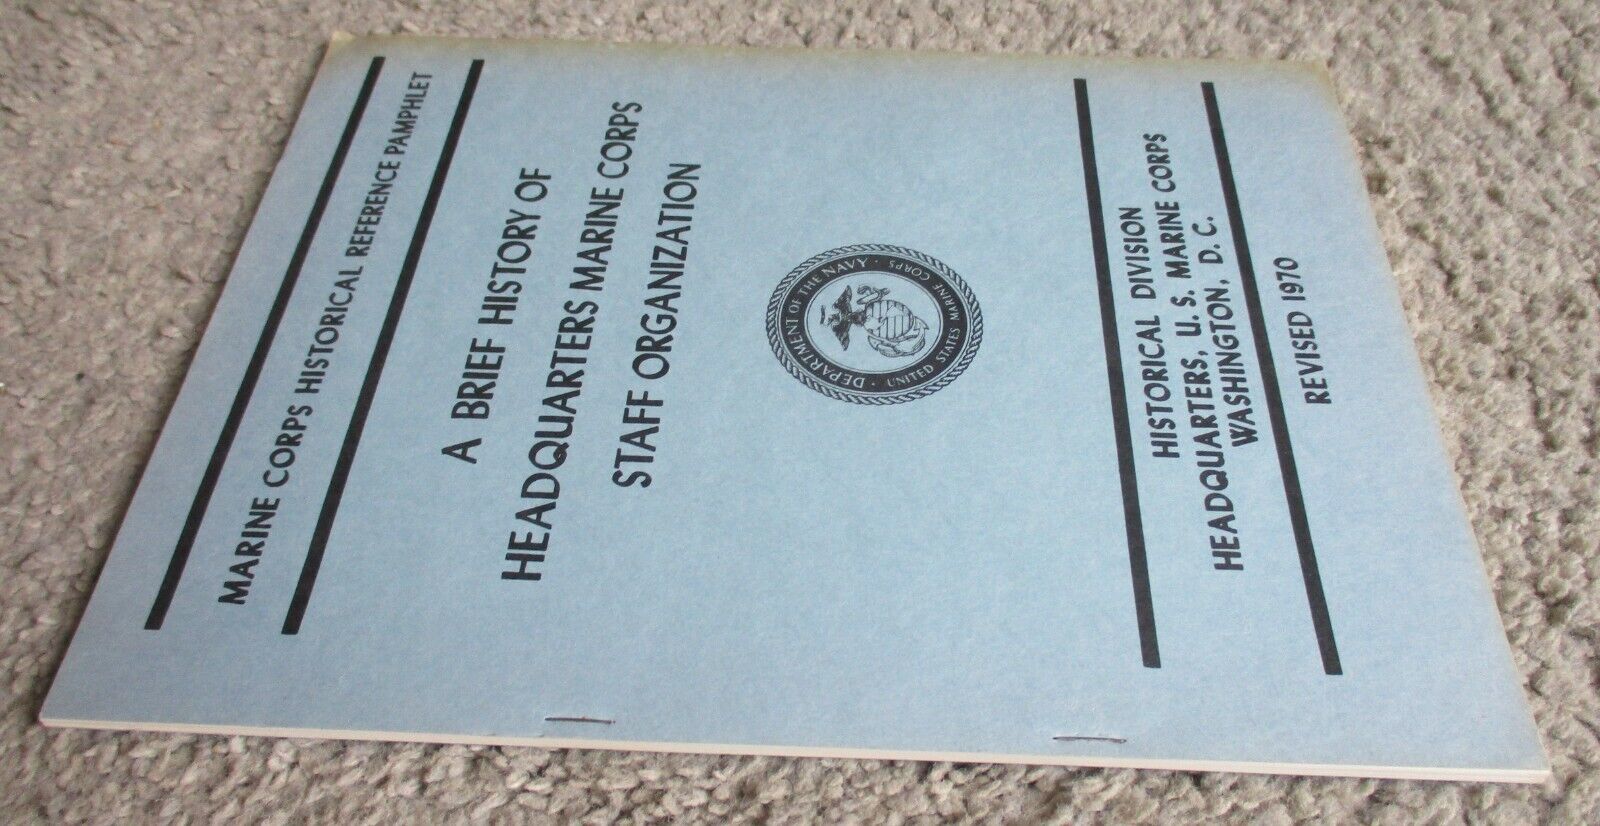 MARINE CORPS HISTORICAL REFERENCE PAMPHLET
A BRIEF HISTORY OF
HEADQUARTERS MARINE CORPS
STAFF ORGANIZATION
DEPARTMENT OF THE NAVY
UNITED STATES MARINE CORPS
HISTORICAL DIVISION
HEADQUARTERS, U. S. MARINE CORPS
WASHINGTON, D. C.
REVISED 1970